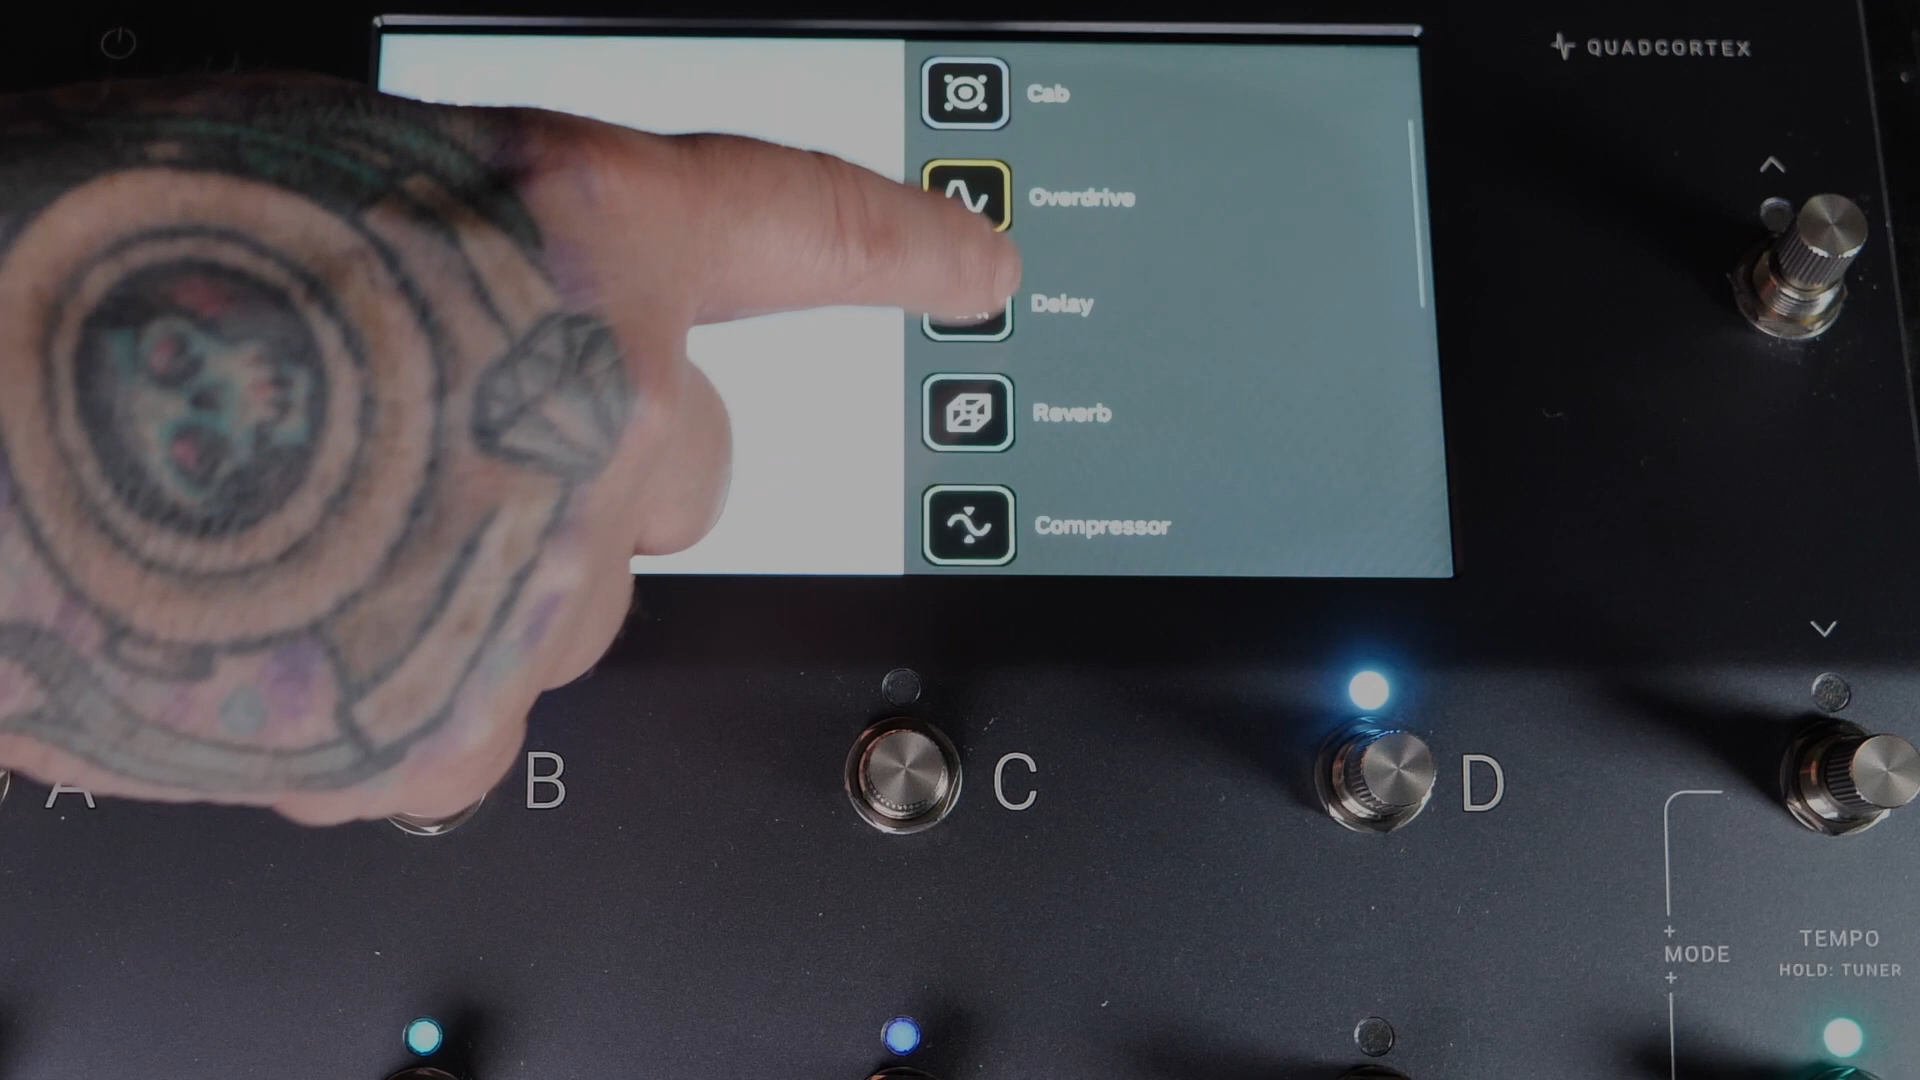 QUADCORTEX
Cab
Overdrive
Delay
Reverb
Compressor
A
B
C
D
+
MODE
+
TEMPO
HOLD: TUNER